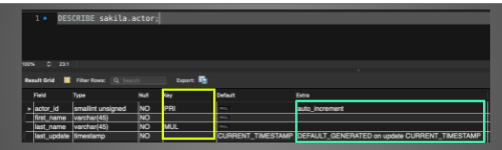 1 DESCRIBE sakila.actor;
100% 23:1
Result Grid Filter Rows: Search Export:
Field Type Null Key Default Extra
actor_id smallint unsigned NO PRI NULL auto_increment
first_name varchar(45) NO NULL
last_name varchar(45) NO MUL NULL
last_update timestamp NO CURRENT_TIMESTAMP DEFAULT_GENERATED on update CURRENT_TIMESTAMP